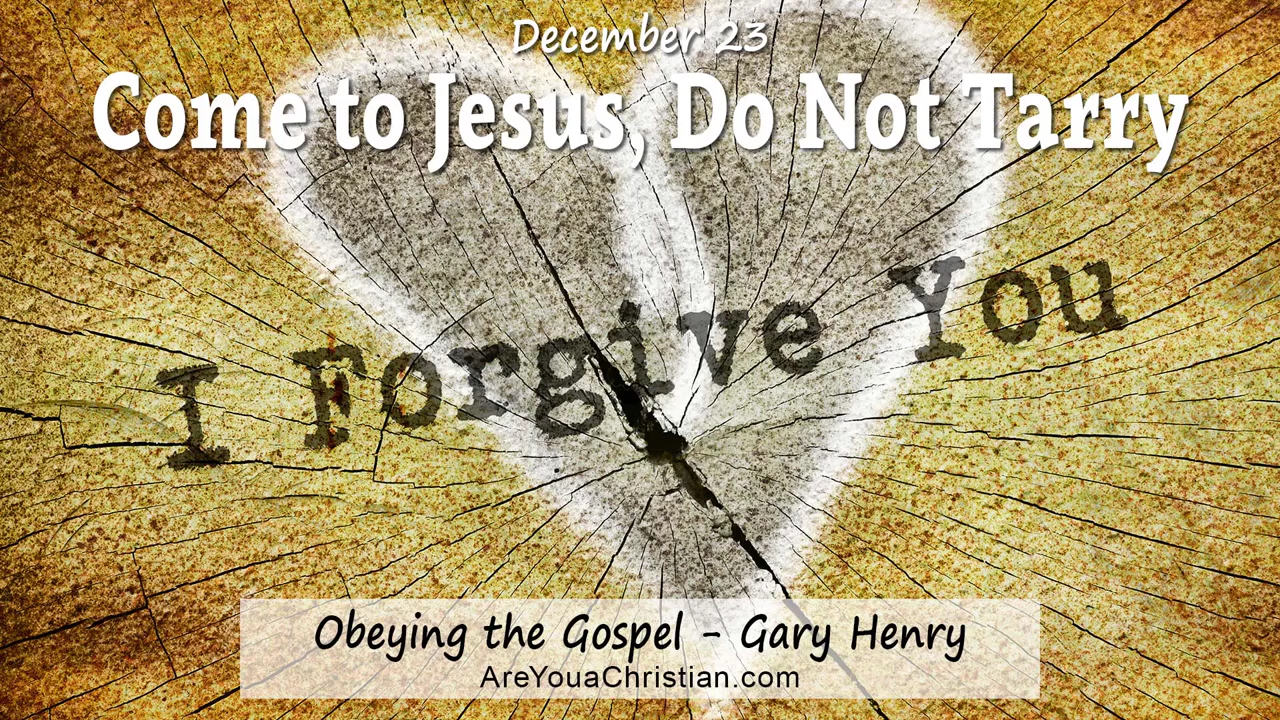 December 23
Come to Jesus, Do Not Tarry
I Forgive You
Obeying the Gospel - Gary Henry
AreYouaChristian.com